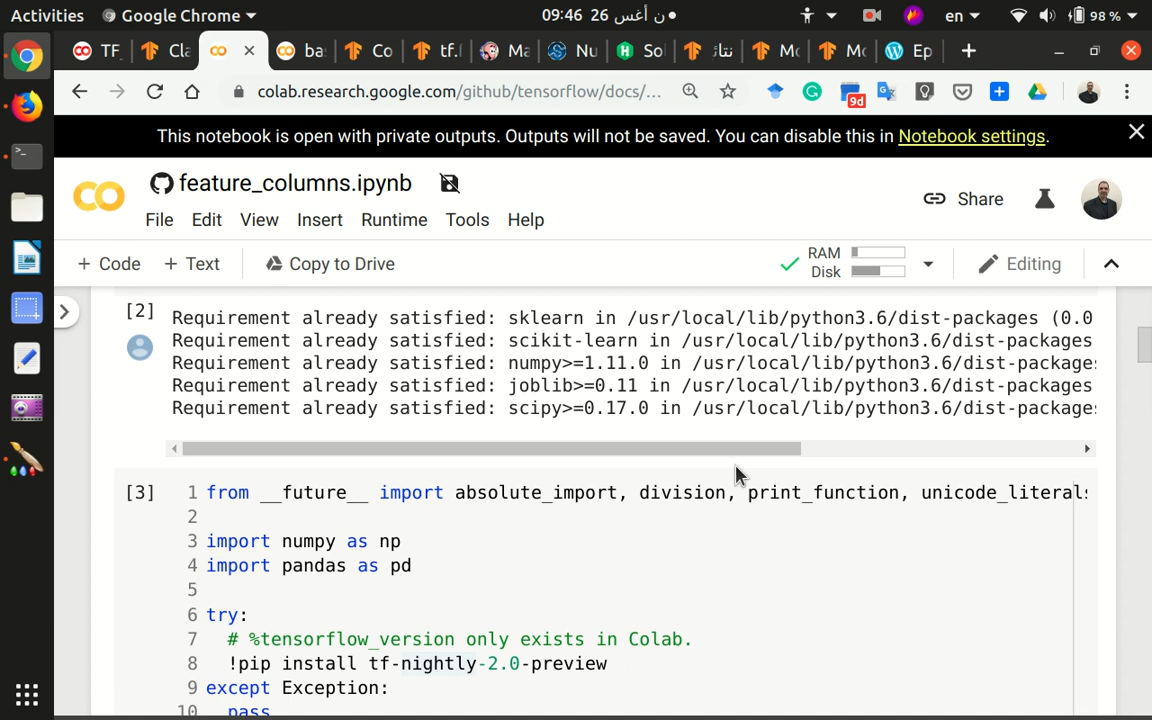 Activities Google Chrome 09:46 26 ن أغس en 98 %
TF Cla ba Co tf.f Ma Nu So نتائ Mo Mo Ep
colab.research.google.com/github/tensorflow/docs/... 9d
This notebook is open with private outputs. Outputs will not be saved. You can disable this in Notebook settings.
feature_columns.ipynb
Share
File Edit View Insert Runtime Tools Help
+ Code + Text Copy to Drive RAM Disk Editing
[2] Requirement already satisfied: sklearn in /usr/local/lib/python3.6/dist-packages (0.0
Requirement already satisfied: scikit-learn in /usr/local/lib/python3.6/dist-packages
Requirement already satisfied: numpy>=1.11.0 in /usr/local/lib/python3.6/dist-packages
Requirement already satisfied: joblib>=0.11 in /usr/local/lib/python3.6/dist-packages
Requirement already satisfied: scipy>=0.17.0 in /usr/local/lib/python3.6/dist-packages
[3] 1 from __future__ import absolute_import, division, print_function, unicode_literals
2
3 import numpy as np
4 import pandas as pd
5
6 try:
7 # %tensorflow_version only exists in Colab.
8 !pip install tf-nightly-2.0-preview
9 except Exception:
10 pass